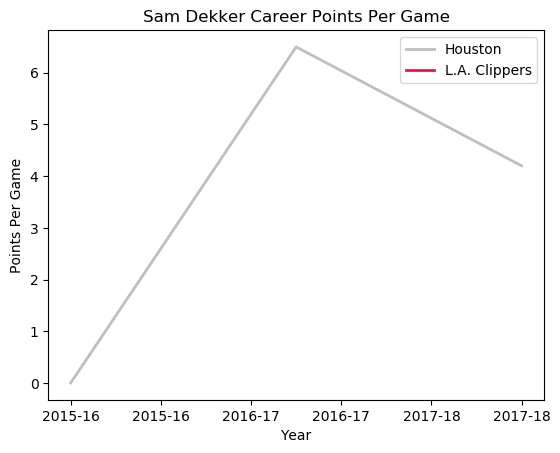 Sam Dekker Career Points Per Game
Houston
L.A. Clippers
Points Per Game
6
5
4
3
2
1
0
2015-16 2015-16 2016-17 2016-17 2017-18 2017-18
Year